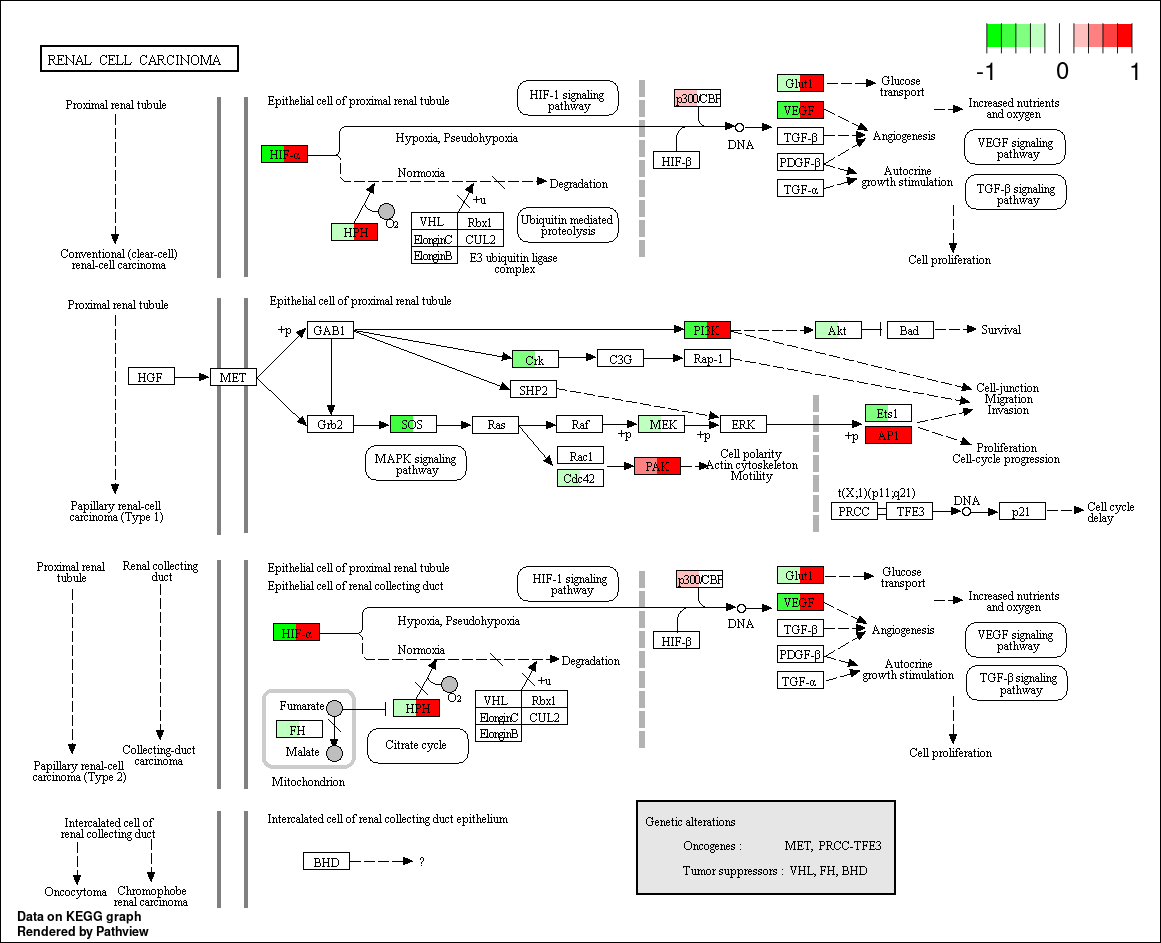 RENAL CELL CARCINOMA
-1 0 1
Proximal renal tubule
Conventional (clear-cell)
renal-cell carcinoma
Epithelial cell of proximal renal tubule
HIF-1 signaling
pathway
Hypoxia, Pseudohypoxia
HIF-α
Normoxia
Degradation
HPH
O2
+u
VHL
Rbx1
ElonginC
CUL2
ElonginB
E3 ubiquitin ligase
complex
Ubiquitin mediated
proteolysis
p300/CBP
HIF-β
DNA
Glut1
VEGF
TGF-β
PDGF-β
TGF-α
Glucose
transport
Angiogenesis
Autocrine
growth stimulation
Increased nutrients
and oxygen
VEGF signaling
pathway
TGF-β signaling
pathway
Cell proliferation
Proximal renal tubule
Papillary renal-cell
carcinoma (Type 1)
Epithelial cell of proximal renal tubule
HGF
MET
+p
GAB1
PI3K
Akt
Bad
Survival
Crk
C3G
Rap-1
SHP2
Cell-junction
Migration
Invasion
Grb2
SOS
Ras
Raf
+p
MEK
+p
ERK
+p
Ets1
AP1
Proliferation
Cell-cycle progression
MAPK signaling
pathway
Rac1
Cdc42
PAK
Cell polarity
Actin cytoskeleton
Motility
t(X;1)(p11;q21)
PRCC
TFE3
DNA
p21
Cell cycle
delay
Proximal renal
tubule
Renal collecting
duct
Papillary renal-cell
carcinoma (Type 2)
Collecting-duct
carcinoma
Epithelial cell of proximal renal tubule
Epithelial cell of renal collecting duct
HIF-1 signaling
pathway
Hypoxia, Pseudohypoxia
HIF-α
Normoxia
Degradation
HPH
O2
+u
VHL
Rbx1
ElonginC
CUL2
ElonginB
Fumarate
FH
Malate
Mitochondrion
Citrate cycle
p300/CBP
HIF-β
DNA
Glut1
VEGF
TGF-β
PDGF-β
TGF-α
Glucose
transport
Angiogenesis
Autocrine
growth stimulation
Increased nutrients
and oxygen
VEGF signaling
pathway
TGF-β signaling
pathway
Cell proliferation
Intercalated cell of
renal collecting duct
Oncocytoma
Chromophobe
renal carcinoma
Intercalated cell of renal collecting duct epithelium
BHD
?
Genetic alterations
Oncogenes : MET, PRCC-TFE3
Tumor suppressors : VHL, FH, BHD
Data on KEGG graph
Rendered by Pathview